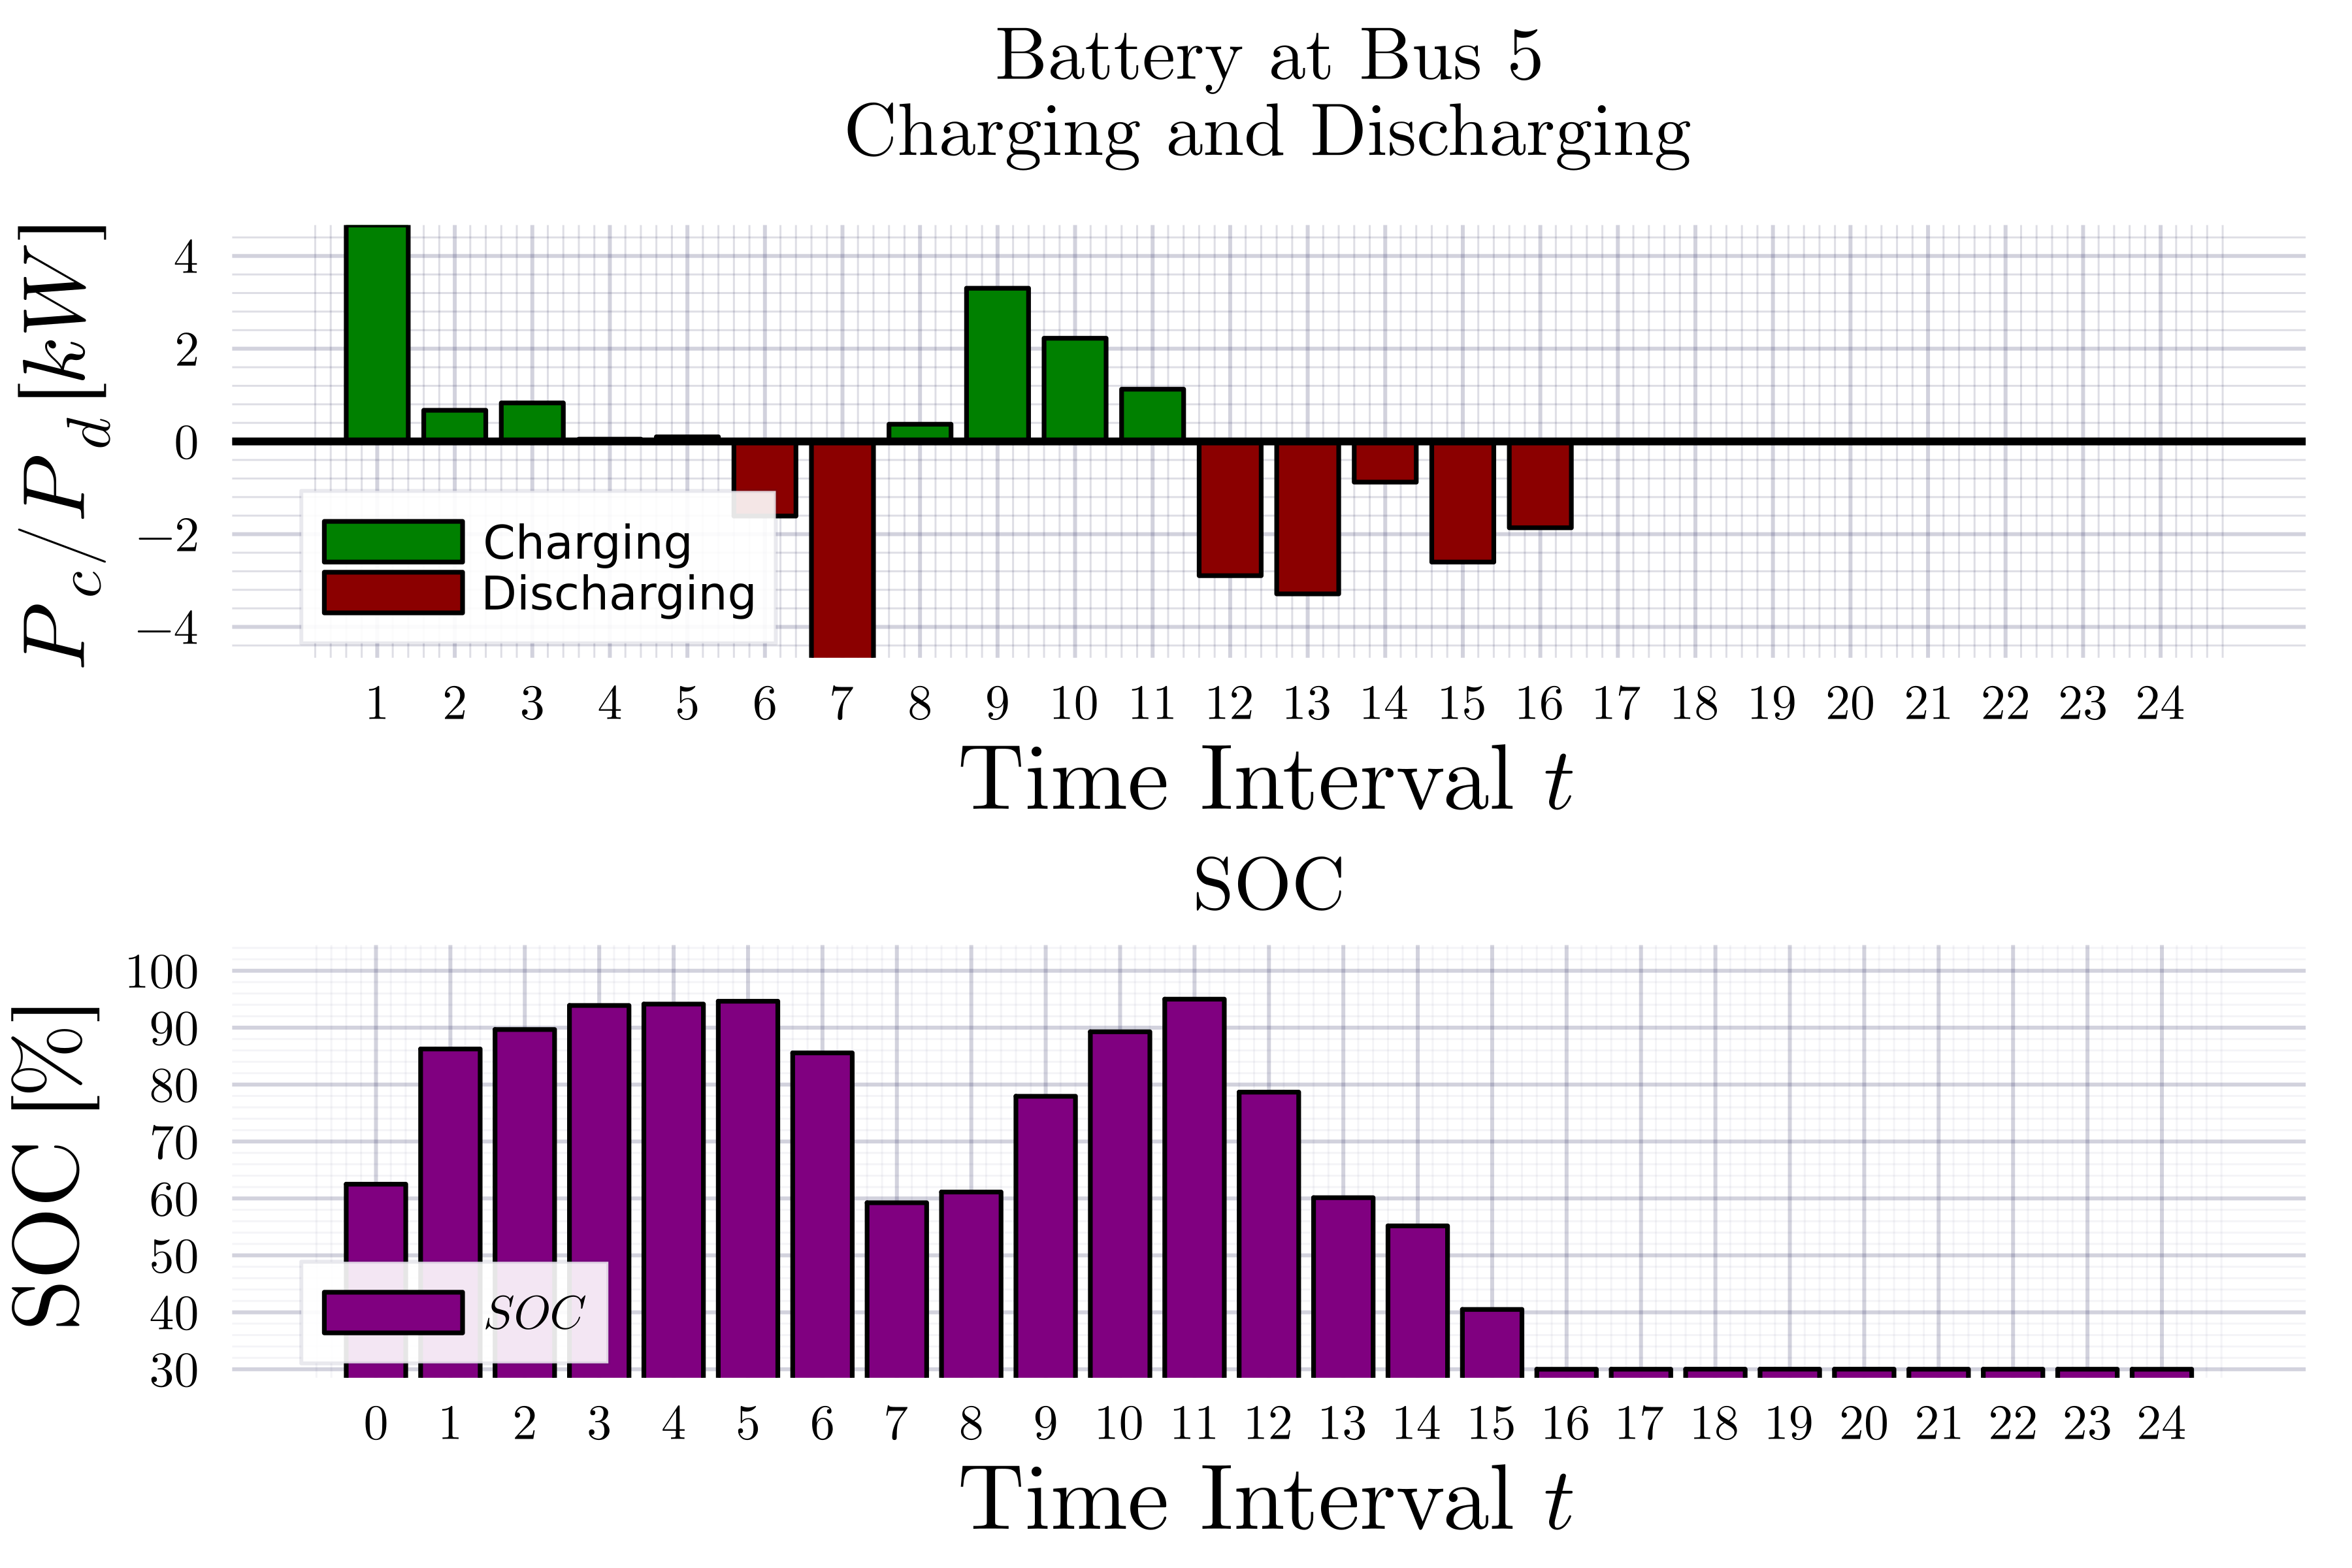 Battery at Bus 5
Charging and Discharging
P_c/P_d [kW]
4
2
0
−2
−4
Charging
Discharging
1 2 3 4 5 6 7 8 9 10 11 12 13 14 15 16 17 18 19 20 21 22 23 24
Time Interval t
SOC
SOC [%]
100
90
80
70
60
50
40
30
SOC
0 1 2 3 4 5 6 7 8 9 10 11 12 13 14 15 16 17 18 19 20 21 22 23 24
Time Interval t